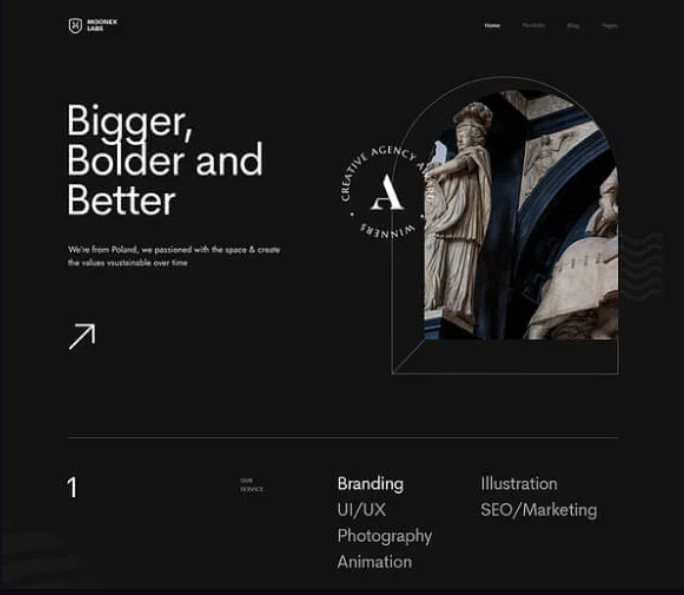 MOONEX
LABS
Home
Portfolio
Blog
Pages
Bigger,
Bolder and
Better
We're from Poland, we passioned with the space & create
the values vsustainable over time
CREATIVE AGENCY AWARD
WINNERS
A
1
OUR
SERVICE
Branding
UI/UX
Photography
Animation
Illustration
SEO/Marketing